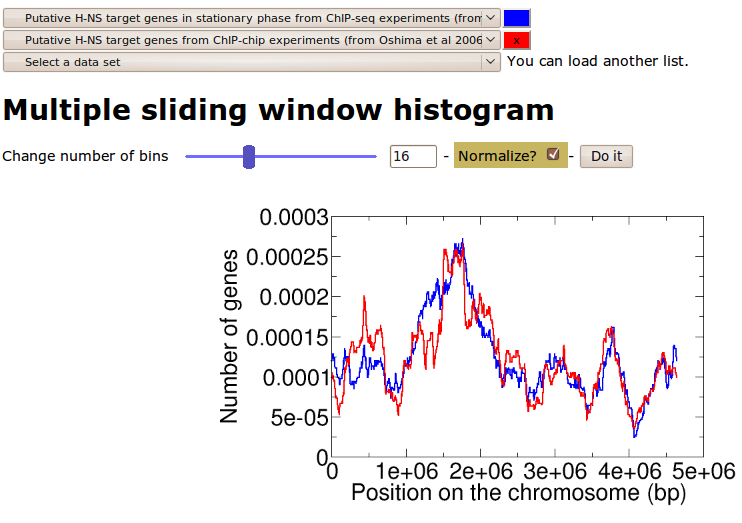 Putative H-NS target genes in stationary phase from ChIP-seq experiments (from
Putative H-NS target genes from ChIP-chip experiments (from Oshima et al 2006
x
Select a data set
You can load another list.
Multiple sliding window histogram
Change number of bins
16
- Normalize? -
Do it
0.0003
0.00025
0.0002
0.00015
0.0001
5e-05
0
Number of genes
0 1e+06 2e+06 3e+06 4e+06 5e+06
Position on the chromosome (bp)